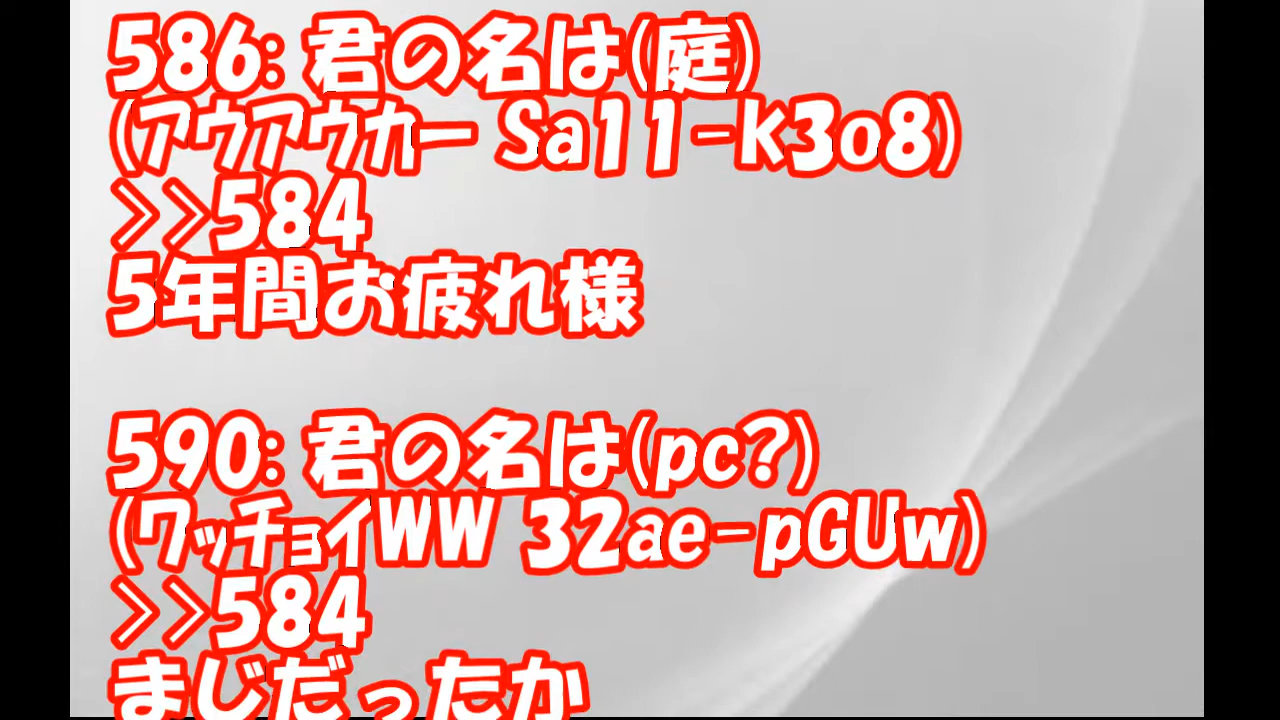 586: 君の名は(庭)
(ｱｳｱｳｶｰ Sa11-k3o8)
>>584
5年間お疲れ様
590: 君の名は(pc?)
(ﾜｯﾁｮｲWW 32ae-pGUw)
>>584
まじだったか